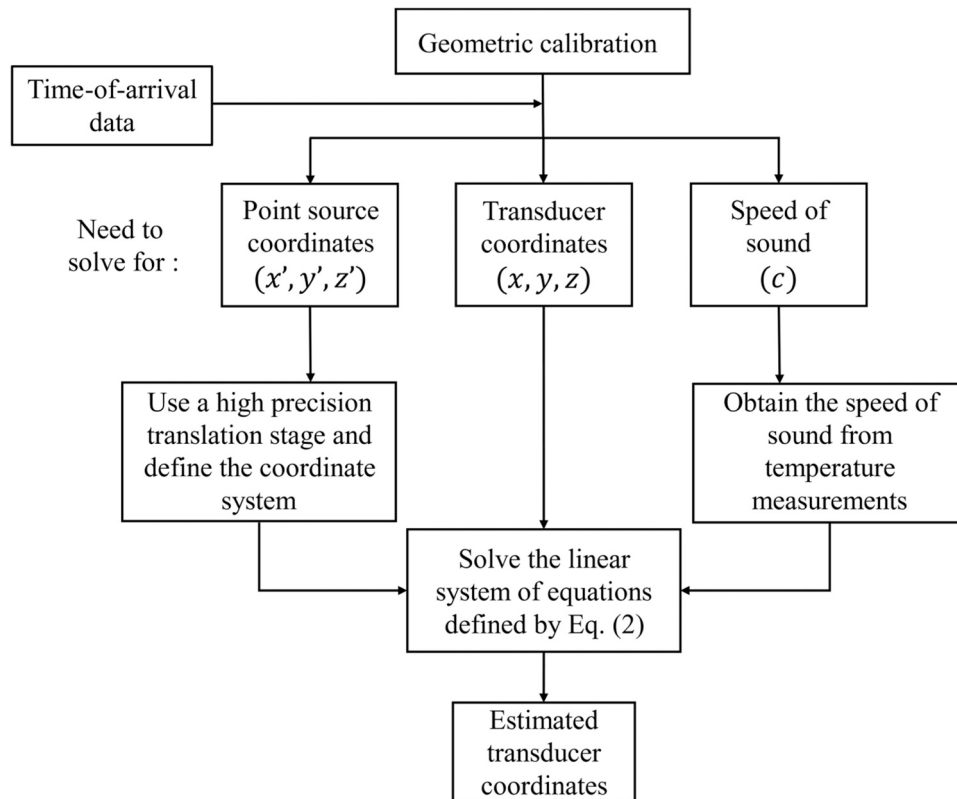 Geometric calibration
Time-of-arrival
data
Need to
solve for :
Point source
coordinates
(x’, y’, z’)
Transducer
coordinates
(x, y, z)
Speed of
sound
(c)
Use a high precision
translation stage and
define the coordinate
system
Obtain the speed of
sound from
temperature
measurements
Solve the linear
system of equations
defined by Eq. (2)
Estimated
transducer
coordinates